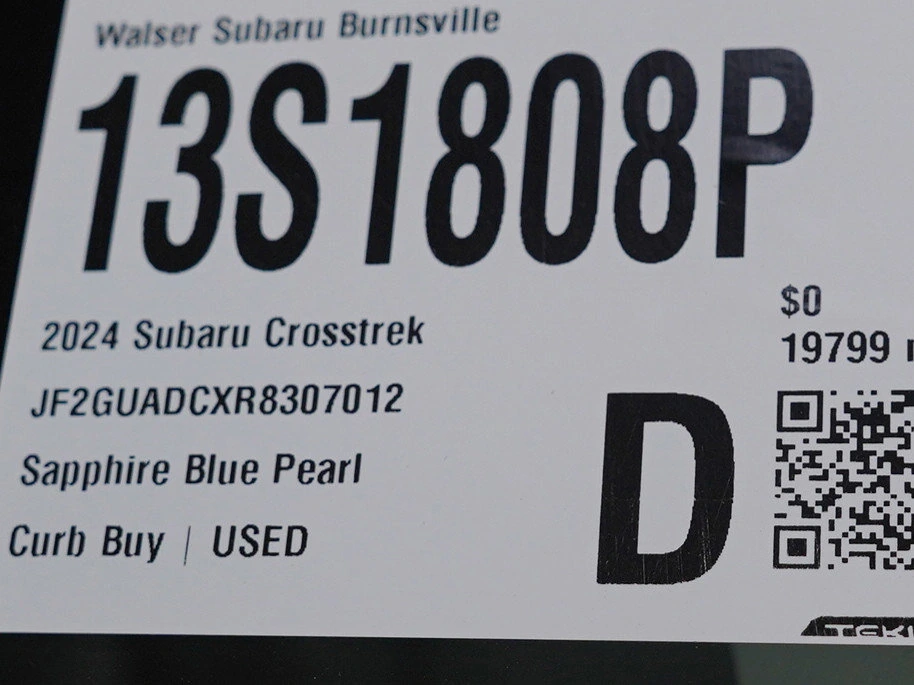 Walser Subaru Burnsville
13S1808P
$0
2024 Subaru Crosstrek
19799
JF2GUADCXR8307012
D
Sapphire Blue Pearl
Curb Buy | USED